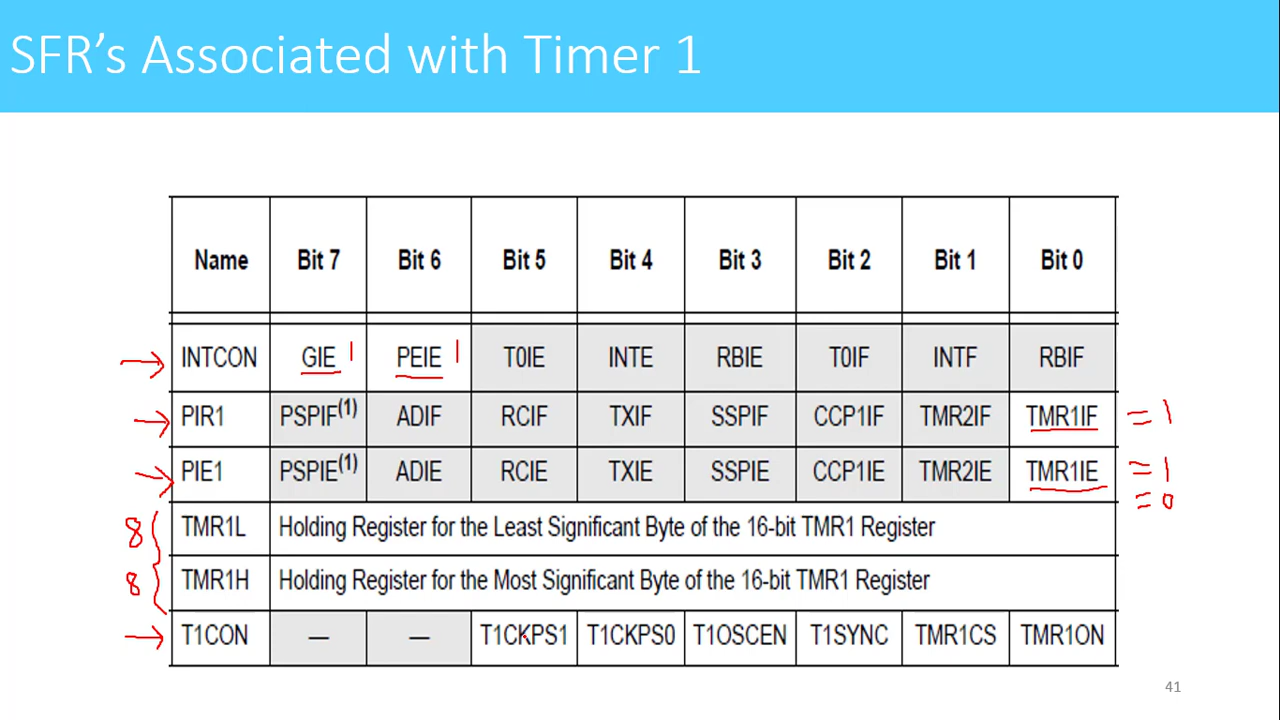 SFR's Associated with Timer 1
Name Bit 7 Bit 6 Bit 5 Bit 4 Bit 3 Bit 2 Bit 1 Bit 0
→ INTCON GIE 1 PEIE 1 T0IE INTE RBIE T0IF INTF RBIF
→ PIR1 PSPIF(1) ADIF RCIF TXIF SSPIF CCP1IF TMR2IF TMR1IF = 1
→ PIE1 PSPIE(1) ADIE RCIE TXIE SSPIE CCP1IE TMR2IE TMR1IE = 1
= 0
8 TMR1L Holding Register for the Least Significant Byte of the 16-bit TMR1 Register
8 TMR1H Holding Register for the Most Significant Byte of the 16-bit TMR1 Register
→ T1CON — — T1CKPS1 T1CKPS0 T1OSCEN T1SYNC TMR1CS TMR1ON
41